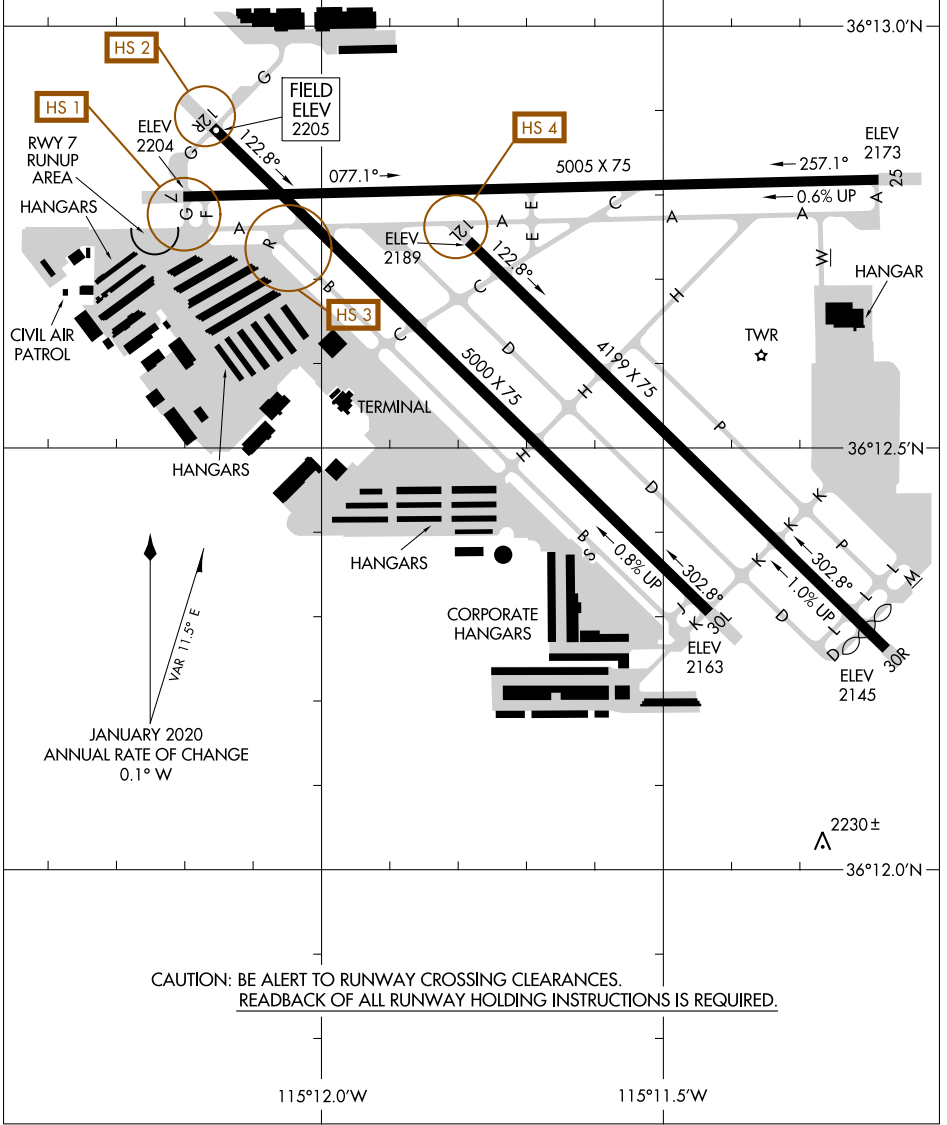 36°13.0'N
HS 2
G
FIELD
ELEV
2205
HS 1
ELEV
2204
12R
HS 4
ELEV
2173
RWY 7
RUNUP
AREA
G
122.8°
077.1°
5005 X 75
257.1°
25
0.6% UP
HANGARS
7
G
F
A
R
A
E
E
C
A
A
A
12L
ELEV
2189
122.8°
W
HANGAR
B
C
H
HS 3
CIVIL AIR
PATROL
C
D
TWR
5000 X 75
4199 X 75
HANGARS
TERMINAL
H
P
H
36°12.5'N
D
K
K
P
HANGARS
B
S
0.8% UP
302.8°
K
302.8°
1.0% UP
L
M
L
CORPORATE
HANGARS
J
K
30L
D
L
D
30R
ELEV
2163
ELEV
2145
VAR 11.5° E
JANUARY 2020
ANNUAL RATE OF CHANGE
0.1° W
2230 ±
36°12.0'N
CAUTION: BE ALERT TO RUNWAY CROSSING CLEARANCES.
READBACK OF ALL RUNWAY HOLDING INSTRUCTIONS IS REQUIRED.
115°12.0'W
115°11.5'W